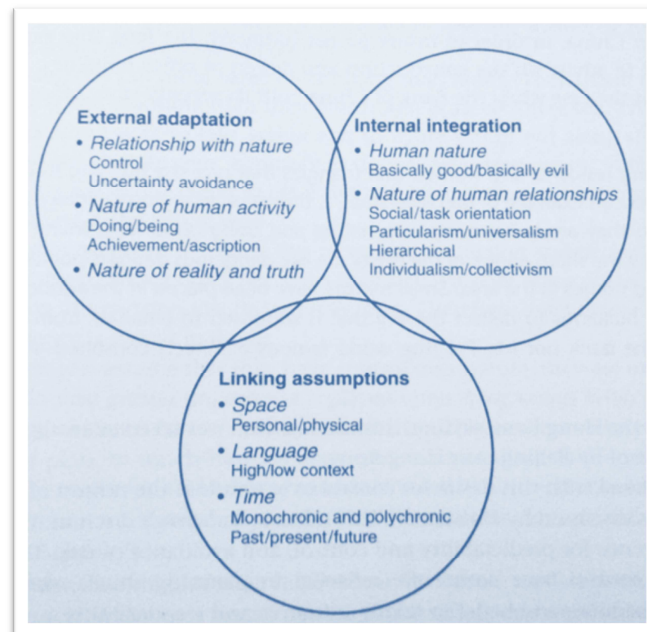 External adaptation
• Relationship with nature
Control
Uncertainty avoidance
• Nature of human activity
Doing/being
Achievement/ascription
• Nature of reality and truth
Internal integration
• Human nature
Basically good/basically evil
• Nature of human relationships
Social/task orientation
Particularism/universalism
Hierarchical
Individualism/collectivism
Linking assumptions
• Space
Personal/physical
• Language
High/low context
• Time
Monochronic and polychronic
Past/present/future